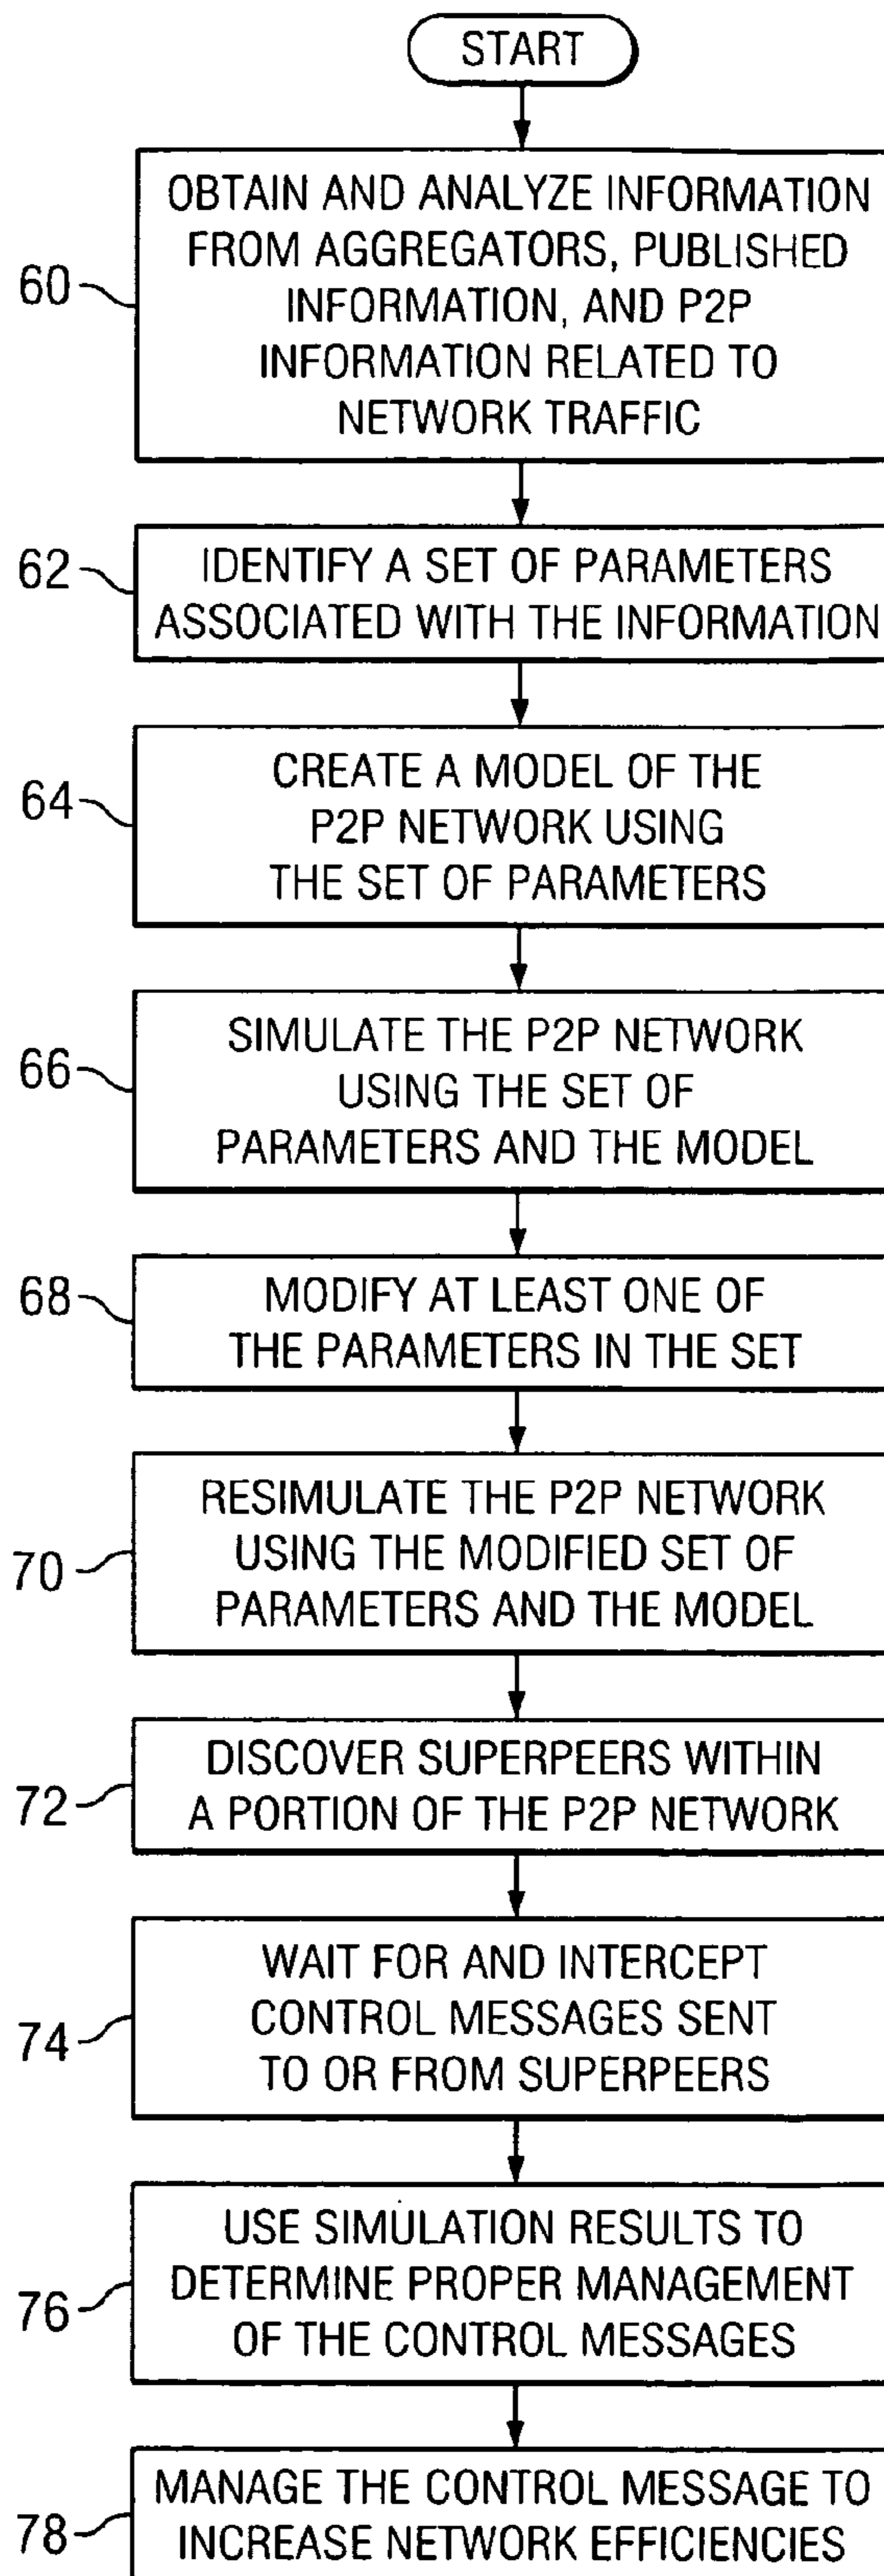 START
60
OBTAIN AND ANALYZE INFORMATION
FROM AGGREGATORS, PUBLISHED
INFORMATION, AND P2P
INFORMATION RELATED TO
NETWORK TRAFFIC
62
IDENTIFY A SET OF PARAMETERS
ASSOCIATED WITH THE INFORMATION
64
CREATE A MODEL OF THE
P2P NETWORK USING
THE SET OF PARAMETERS
66
SIMULATE THE P2P NETWORK
USING THE SET OF
PARAMETERS AND THE MODEL
68
MODIFY AT LEAST ONE OF
THE PARAMETERS IN THE SET
70
RESIMULATE THE P2P NETWORK
USING THE MODIFIED SET OF
PARAMETERS AND THE MODEL
72
DISCOVER SUPERPEERS WITHIN
A PORTION OF THE P2P NETWORK
74
WAIT FOR AND INTERCEPT
CONTROL MESSAGES SENT
TO OR FROM SUPERPEERS
76
USE SIMULATION RESULTS TO
DETERMINE PROPER MANAGEMENT
OF THE CONTROL MESSAGES
78
MANAGE THE CONTROL MESSAGE TO
INCREASE NETWORK EFFICIENCIES